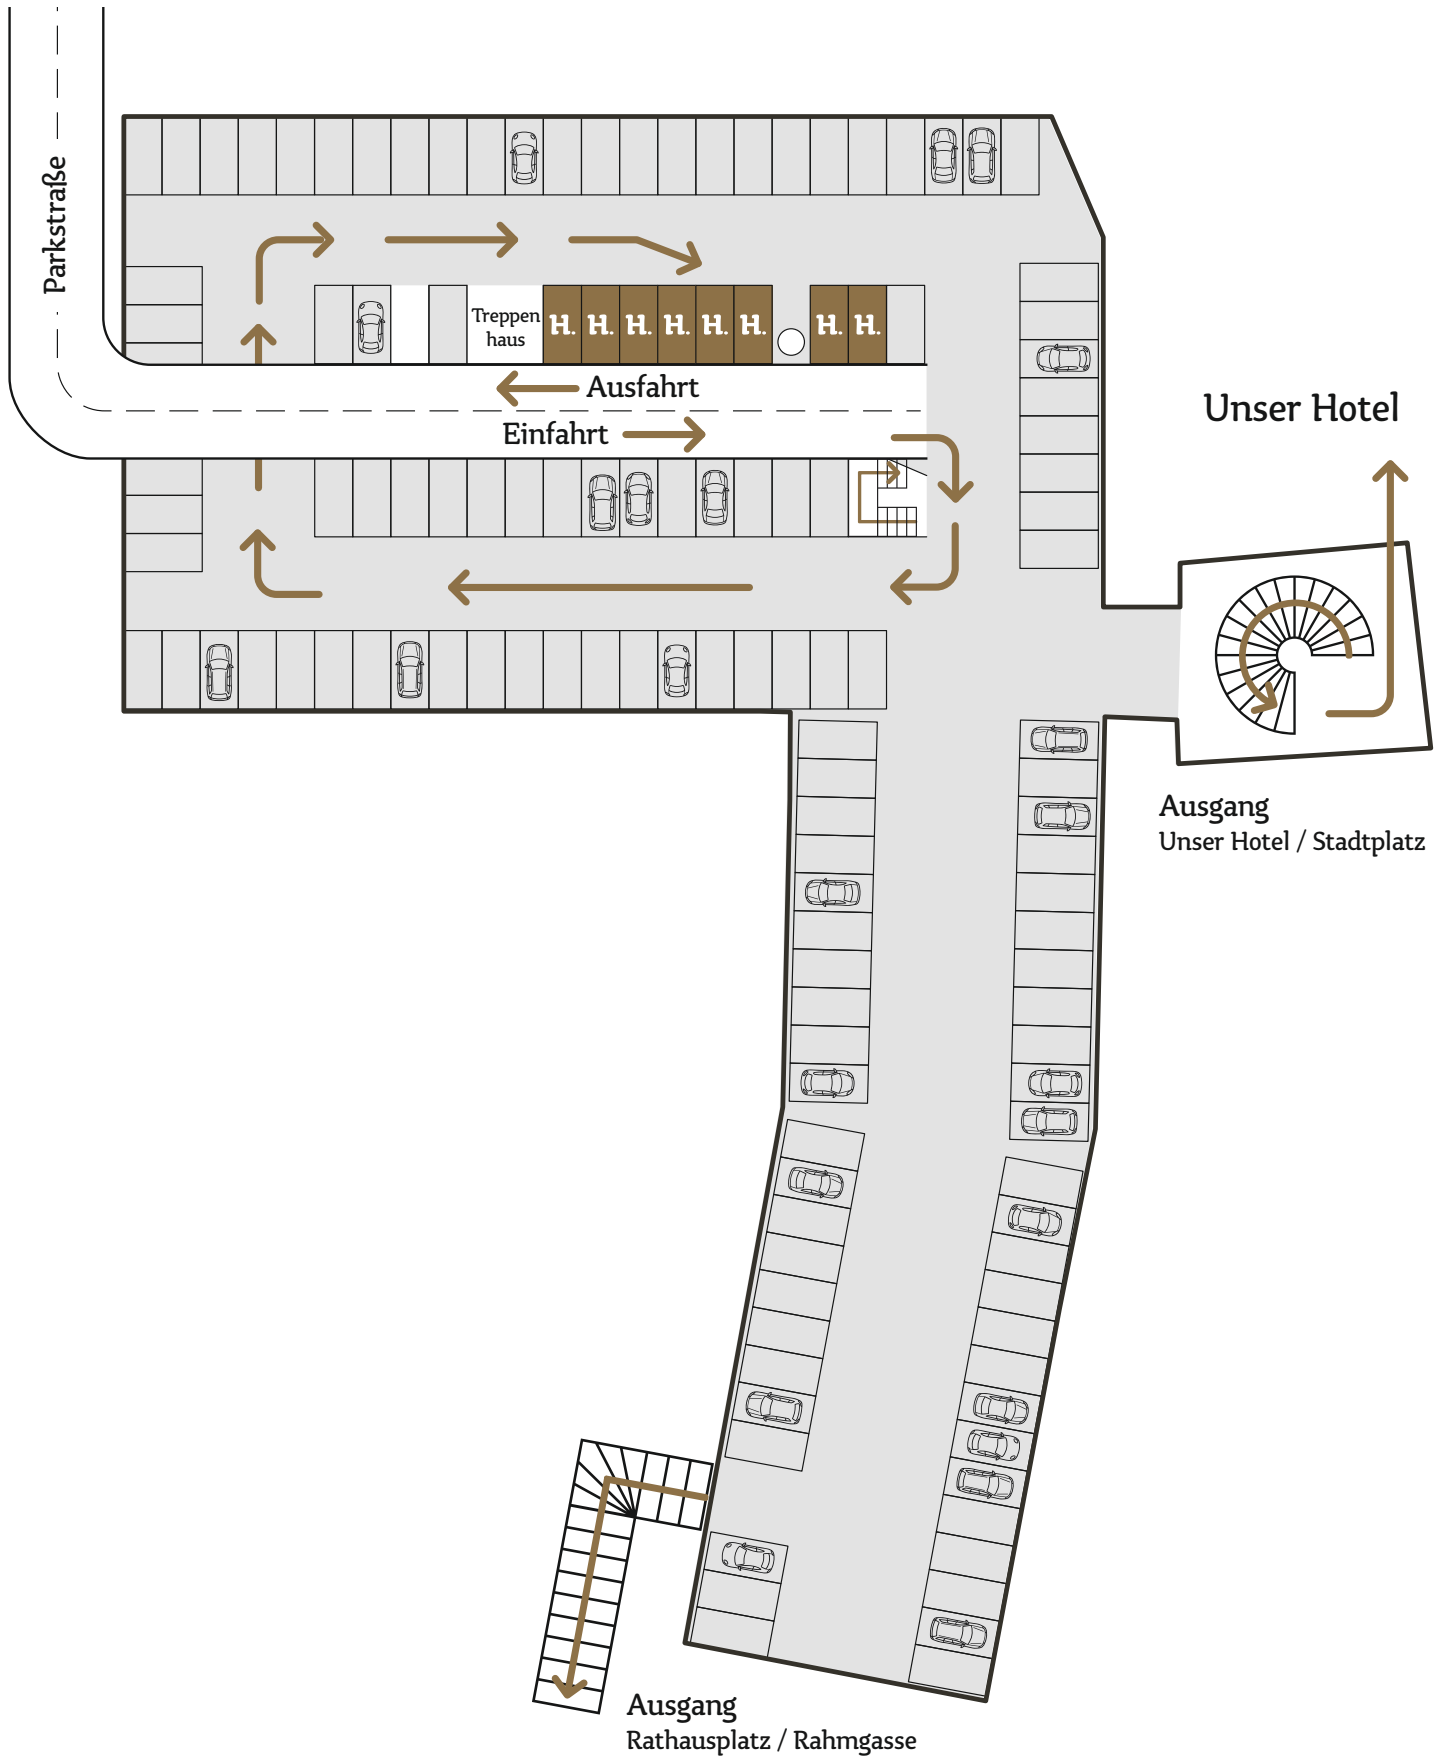 Parkstraße
Treppen
haus
H. H. H. H. H. H. H. H.
Ausfahrt
Einfahrt
Unser Hotel
Ausgang
Unser Hotel / Stadtplatz
Ausgang
Rathausplatz / Rahmgasse